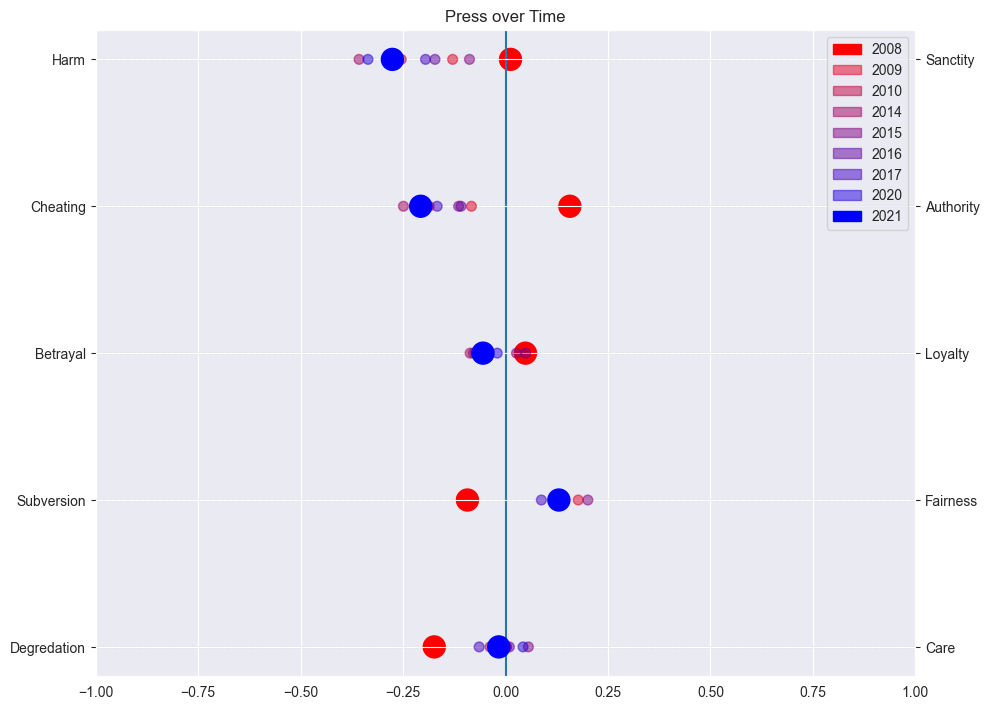 Press over Time
Harm
Cheating
Betrayal
Subversion
Degredation
Sanctity
Authority
Loyalty
Fairness
Care
2008
2009
2010
2014
2015
2016
2017
2020
2021
−1.00 −0.75 −0.50 −0.25 0.00 0.25 0.50 0.75 1.00